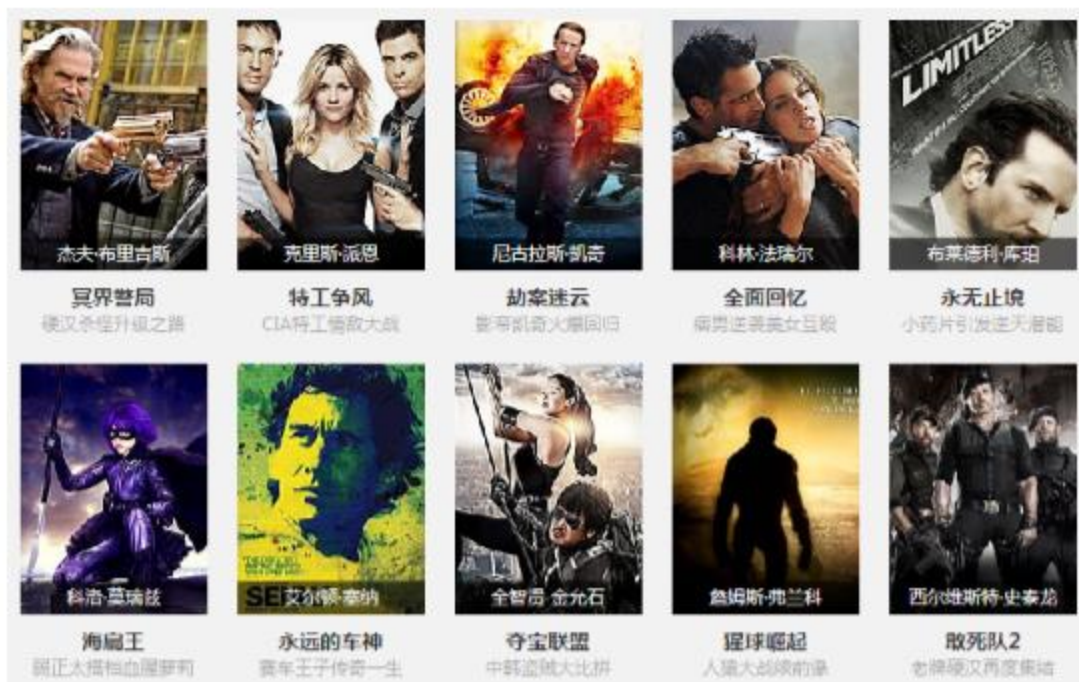 LIMITLESS
杰夫·布里吉斯
克里斯·派恩
尼古拉斯·凯奇
科林·法瑞尔
布莱德利·库珀
冥界警局
特工争风
劫案迷云
全面回忆
永无止境
硬汉杀怪升级之路
CIA特工情敌大战
影帝凯奇火爆回归
病男逆袭美女互殴
小药片引发逆天潜能
科洛·莫瑞兹
艾尔顿·塞纳
全智贤·金允石
詹姆斯·弗兰科
西尔维斯特·史泰龙
海扁王
永远的车神
夺宝联盟
猩球崛起
敢死队2
弱正太搭档血腥萝莉
赛车王子传奇一生
中韩盗贼大比拼
人猿大战续前缘
老牌硬汉再度集结